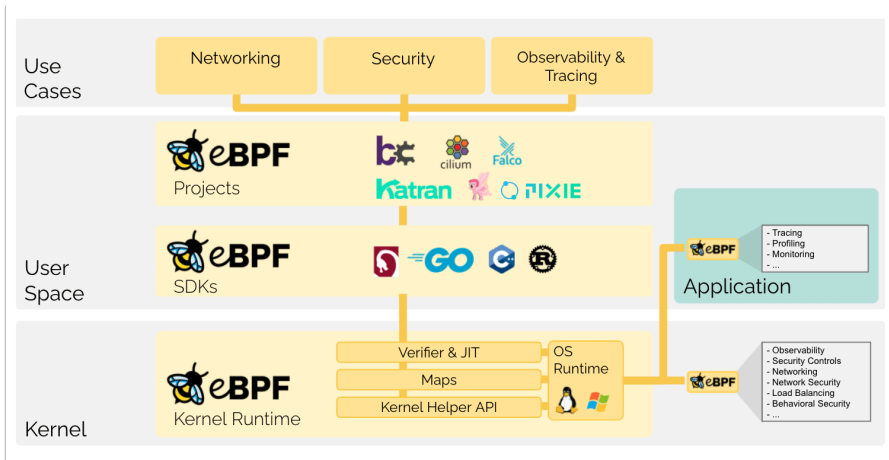 Use
Cases
Networking
Security
Observability &
Tracing
eBPF
Projects
bcc
cilium
Falco
Katran
PIXIE
User
Space
eBPF
SDKs
GO
C++
R
Application
eBPF
- Tracing
- Profiling
- Monitoring
- ...
Kernel
eBPF
Kernel Runtime
Verifier & JIT
Maps
Kernel Helper API
OS
Runtime
eBPF
- Observability
- Security Controls
- Networking
- Network Security
- Load Balancing
- Behavioral Security
- ...